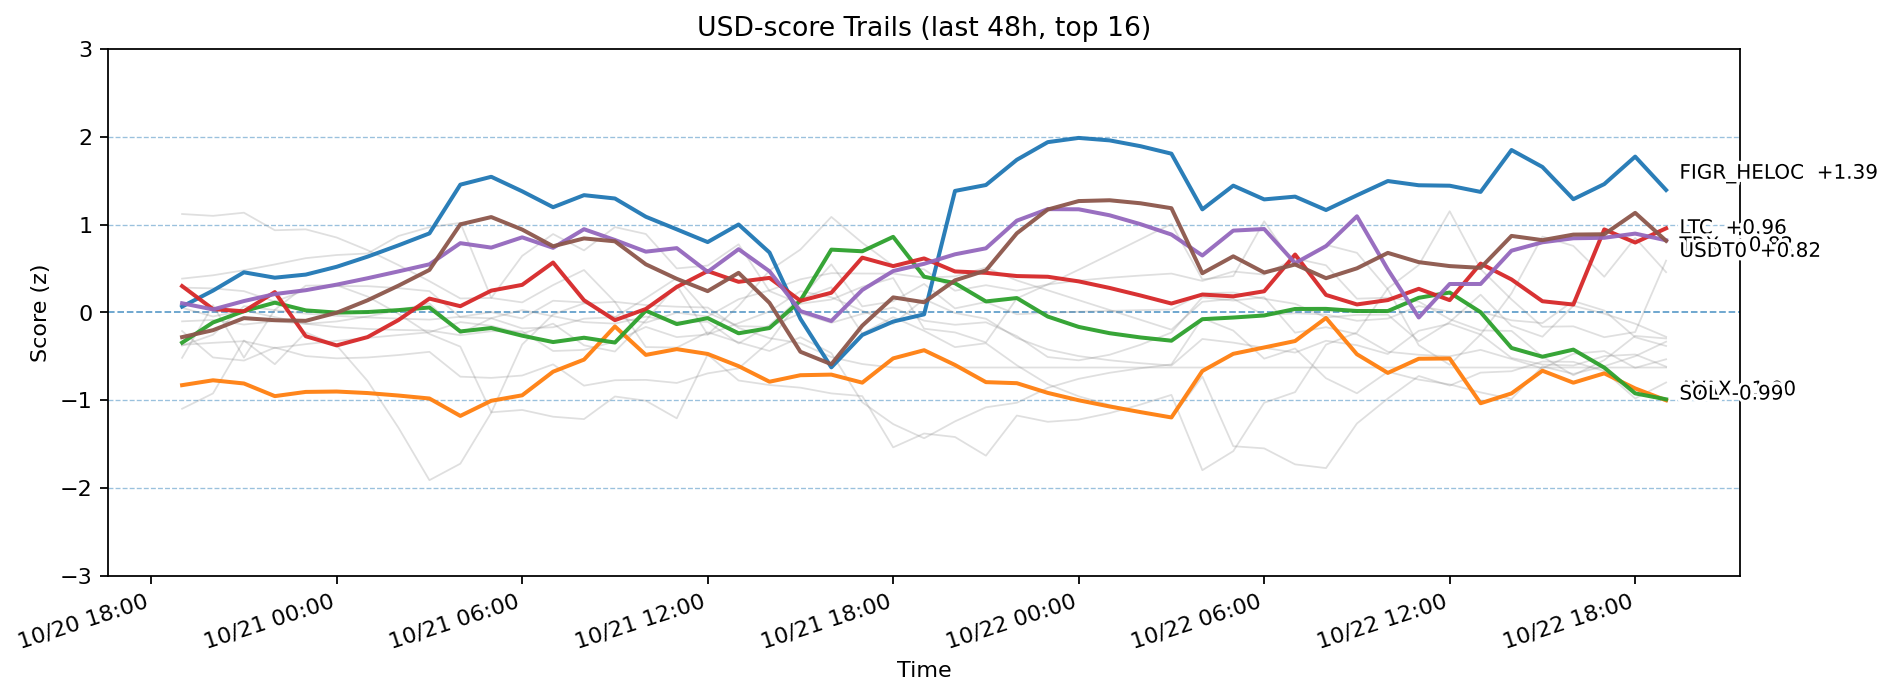 USD-score Trails (last 48h, top 16)
Score (z)
3
2
1
0
−1
−2
−3
FIGR_HELOC +1.39
LTC +0.96
USDT0 +0.82
SOL -0.99
10/20 18:00
10/21 00:00
10/21 06:00
10/21 12:00
10/21 18:00
10/22 00:00
10/22 06:00
10/22 12:00
10/22 18:00
Time